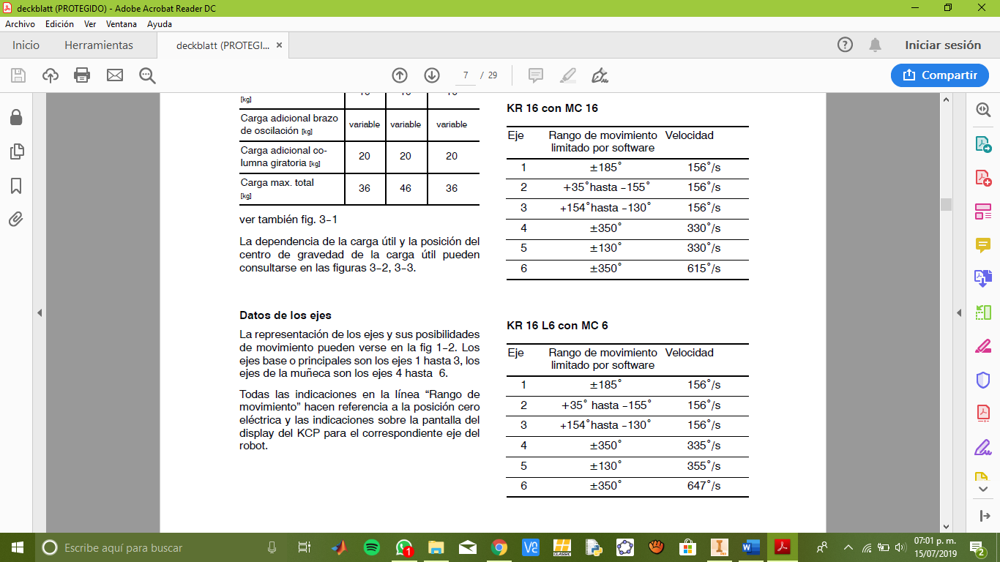 deckblatt (PROTEGIDO) - Adobe Acrobat Reader DC
Archivo Edición Ver Ventana Ayuda
Inicio Herramientas deckblatt (PROTEGI... × Iniciar sesión
7 / 29 Compartir
[kg]
Carga adicional brazo
de oscilación [kg] variable variable variable
Carga adicional co-
lumna giratoria [kg] 20 20 20
Carga max. total
[kg] 36 46 36
ver también fig. 3-1
La dependencia de la carga útil y la posición del
centro de gravedad de la carga útil pueden
consultarse en las figuras 3-2, 3-3.
Datos de los ejes
La representación de los ejes y sus posibilidades
de movimiento pueden verse en la fig 1-2. Los
ejes base o principales son los ejes 1 hasta 3, los
ejes de la muñeca son los ejes 4 hasta 6.
Todas las indicaciones en la línea “Rango de
movimiento” hacen referencia a la posición cero
eléctrica y las indicaciones sobre la pantalla del
display del KCP para el correspondiente eje del
robot.
KR 16 con MC 16
Eje Rango de movimiento Velocidad
limitado por software
1 ±185° 156°/s
2 +35°hasta -155° 156°/s
3 +154°hasta -130° 156°/s
4 ±350° 330°/s
5 ±130° 330°/s
6 ±350° 615°/s
KR 16 L6 con MC 6
Eje Rango de movimiento Velocidad
limitado por software
1 ±185° 156°/s
2 +35° hasta -155° 156°/s
3 +154°hasta -130° 156°/s
4 ±350° 335°/s
5 ±130° 355°/s
6 ±350° 647°/s
Escribe aquí para buscar
1
CLASSIC
07:01 p. m.
15/07/2019
2